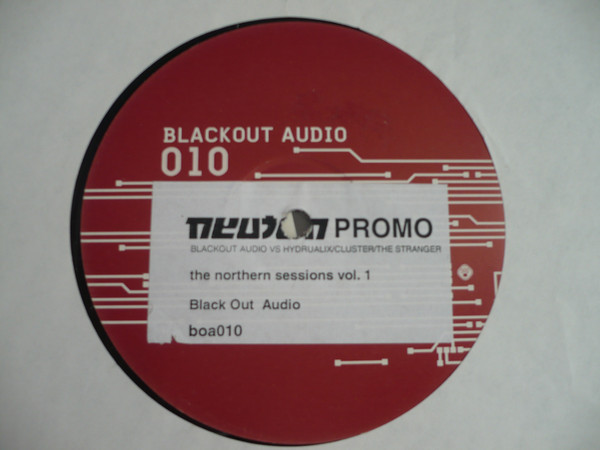 BLACKOUT AUDIO
010
neuton PROMO
BLACKOUT AUDIO VS HYDRUALIX/CLUSTER/THE STRANGER
the northern sessions vol. 1
Black Out Audio
boa010